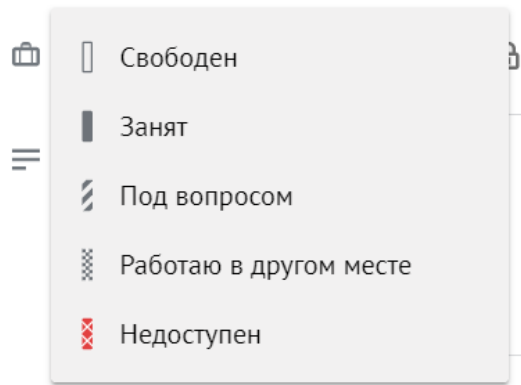 Свободен
Занят
Под вопросом
Работаю в другом месте
Недоступен